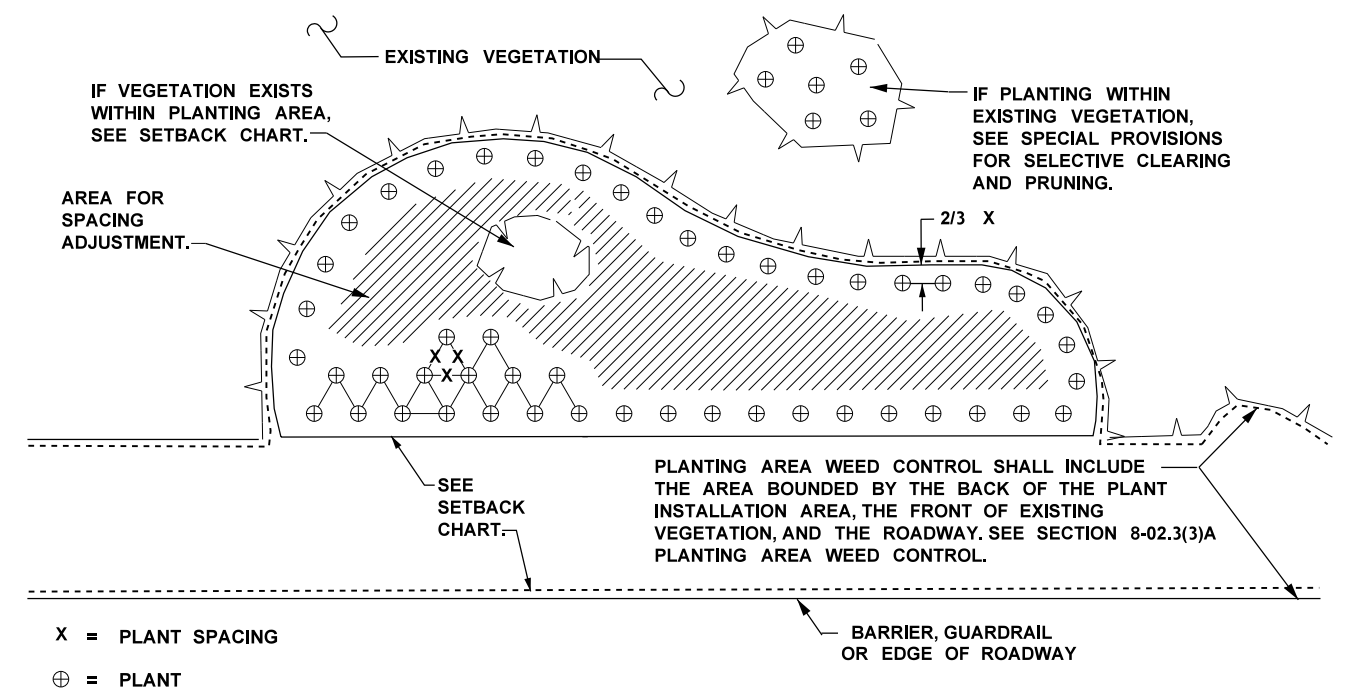 EXISTING VEGETATION
IF VEGETATION EXISTS
WITHIN PLANTING AREA,
SEE SETBACK CHART.
IF PLANTING WITHIN
EXISTING VEGETATION,
SEE SPECIAL PROVISIONS
FOR SELECTIVE CLEARING
AND PRUNING.
AREA FOR
SPACING
ADJUSTMENT.
2/3 X
X X
X
SEE
SETBACK
CHART.
PLANTING AREA WEED CONTROL SHALL INCLUDE
THE AREA BOUNDED BY THE BACK OF THE PLANT
INSTALLATION AREA, THE FRONT OF EXISTING
VEGETATION, AND THE ROADWAY. SEE SECTION 8-02.3(3)A
PLANTING AREA WEED CONTROL.
BARRIER, GUARDRAIL
OR EDGE OF ROADWAY
X = PLANT SPACING
⊕ = PLANT